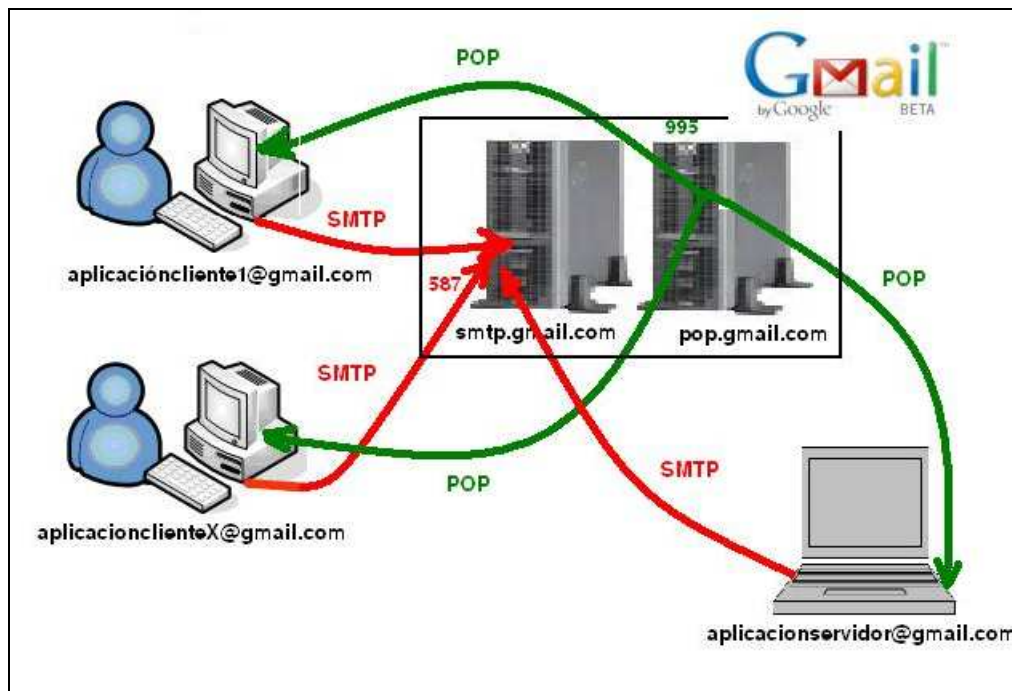 POP
GMail™
by Google
BETA
995
SMTP
POP
aplicacióncliente1@gmail.com
587
smtp.gmail.com
pop.gmail.com
SMTP
SMTP
POP
aplicacionclienteX@gmail.com
aplicacionservidor@gmail.com